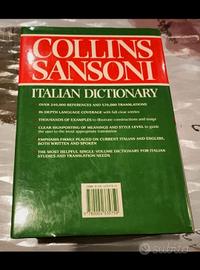 COLLINS
SANSONI
ITALIAN DICTIONARY
OVER 240,000 REFERENCES AND 520,000 TRANSLATIONS
IN-DEPTH LANGUAGE COVERAGE with full clear entries
THOUSANDS OF EXAMPLES to illustrate constructions and usage
CLEAR SIGNPOSTING OF MEANINGS AND STYLE LEVEL to guide
the user to the most appropriate translation
EMPHASIS FIRMLY PLACED ON CURRENT ITALIAN AND ENGLISH,
BOTH WRITTEN AND SPOKEN
THE MOST HELPFUL SINGLE-VOLUME DICTIONARY FOR ITALIAN
STUDIES AND TRANSLATION NEEDS
subito